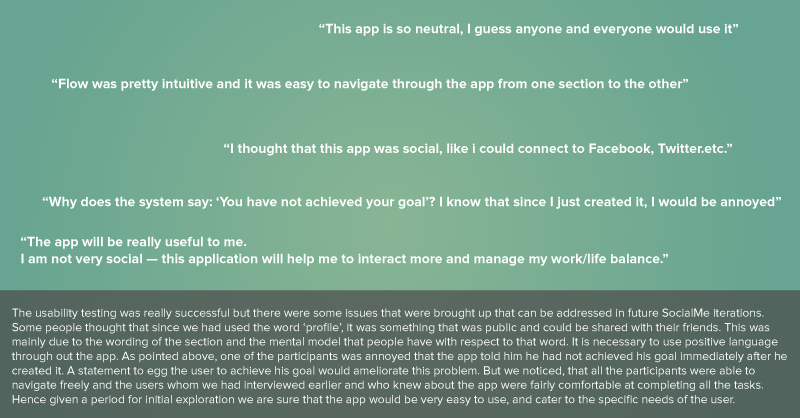 “This app is so neutral, I guess anyone and everyone would use it”
“Flow was pretty intuitive and it was easy to navigate through the app from one section to the other”
“I thought that this app was social, like i could connect to Facebook, Twitter.etc.”
“Why does the system say: ‘You have not achieved your goal’? I know that since I just created it, I would be annoyed”
“The app will be really useful to me.
I am not very social — this application will help me to interact more and manage my work/life balance.”
The usability testing was really successful but there were some issues that were brought up that can be addressed in future SocialMe iterations.
Some people thought that since we had used the word ‘profile’, it was something that was public and could be shared with their friends. This was
mainly due to the wording of the section and the mental model that people have with respect to that word. It is necessary to use positive language
through out the app. As pointed above, one of the participants was annoyed that the app told him he had not achieved his goal immediately after he
created it. A statement to egg the user to achieve his goal would ameliorate this problem. But we noticed, that all the participants were able to
navigate freely and the users whom we had interviewed earlier and who knew about the app were fairly comfortable at completing all the tasks.
Hence given a period for initial exploration we are sure that the app would be very easy to use, and cater to the specific needs of the user.